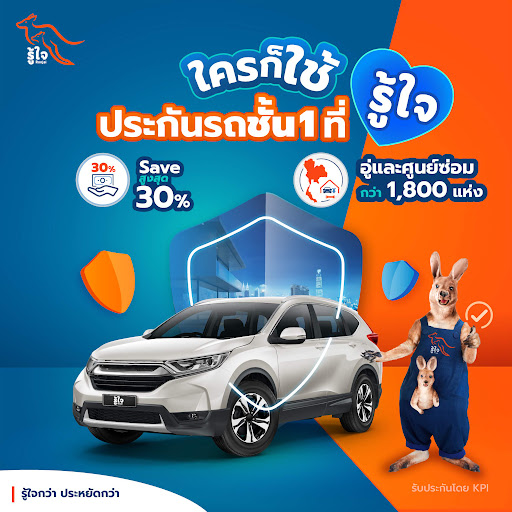 รู้ใจ
Roojai
ใครก็ใช้
ประกันรถชั้น 1 ที่
รู้ใจ
30%
Save
สูงสุด
30%
อู่และศูนย์ซ่อม
กว่า 1,800 แห่ง
รู้ใจ
รู้ใจ
รู้ใจกว่า ประหยัดกว่า
รับประกันโดย KPI